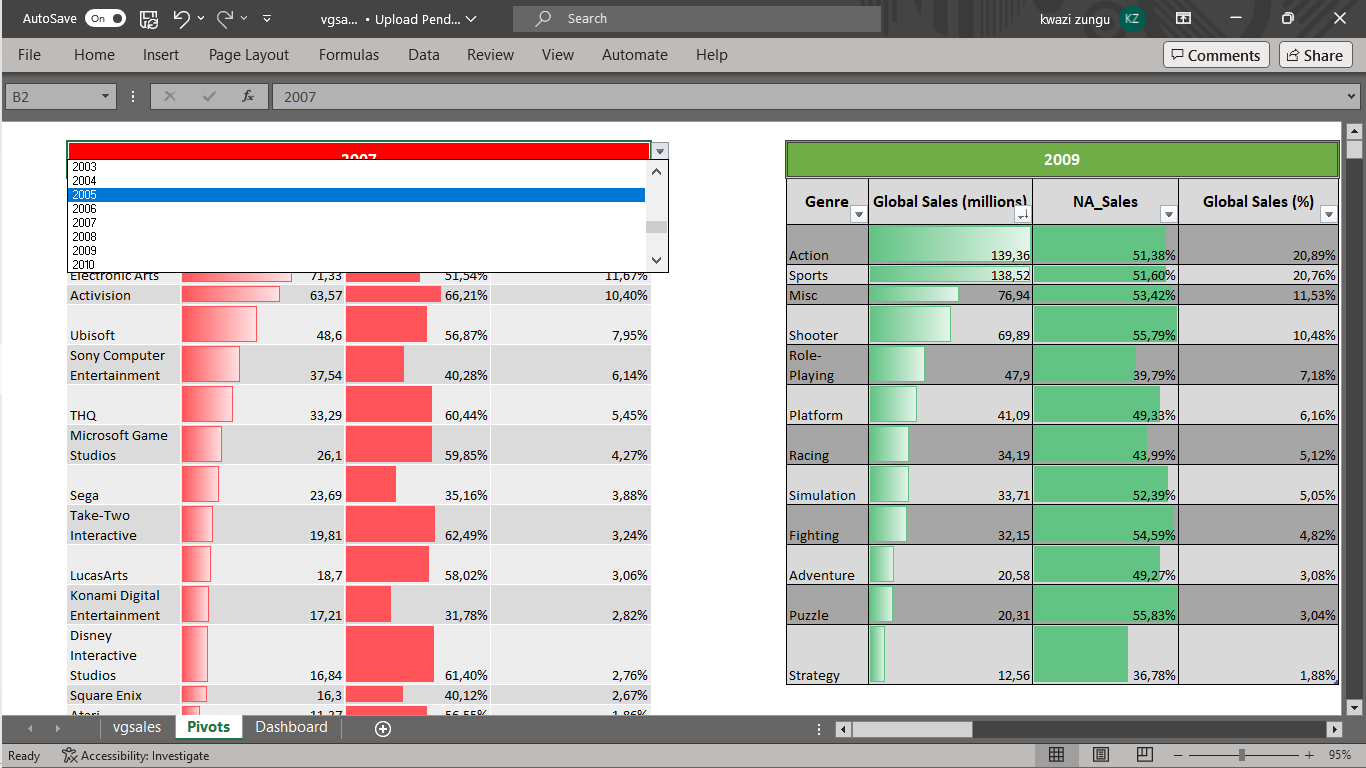 AutoSave On vgsa... • Upload Pend... Search kwazi zungu KZ
File Home Insert Page Layout Formulas Data Review View Automate Help Comments Share
B2 fx 2007
2007
2003
2004
2005
2006
2007
2008
2009
2010
Electronic Arts 71,33 51,54% 11,67%
Activision 63,57 66,21% 10,40%
Ubisoft 48,6 56,87% 7,95%
Sony Computer
Entertainment 37,54 40,28% 6,14%
THQ 33,29 60,44% 5,45%
Microsoft Game
Studios 26,1 59,85% 4,27%
Sega 23,69 35,16% 3,88%
Take-Two
Interactive 19,81 62,49% 3,24%
LucasArts 18,7 58,02% 3,06%
Konami Digital
Entertainment 17,21 31,78% 2,82%
Disney
Interactive
Studios 16,84 61,40% 2,76%
Square Enix 16,3 40,12% 2,67%
Atari 11,37 56,55% 1,86%
2009
Genre Global Sales (millions) NA_Sales Global Sales (%)
Action 139,36 51,38% 20,89%
Sports 138,52 51,60% 20,76%
Misc 76,94 53,42% 11,53%
Shooter 69,89 55,79% 10,48%
Role-
Playing 47,9 39,79% 7,18%
Platform 41,09 49,33% 6,16%
Racing 34,19 43,99% 5,12%
Simulation 33,71 52,39% 5,05%
Fighting 32,15 54,59% 4,82%
Adventure 20,58 49,27% 3,08%
Puzzle 20,31 55,83% 3,04%
Strategy 12,56 36,78% 1,88%
vgsales Pivots Dashboard
Ready Accessibility: Investigate 95%